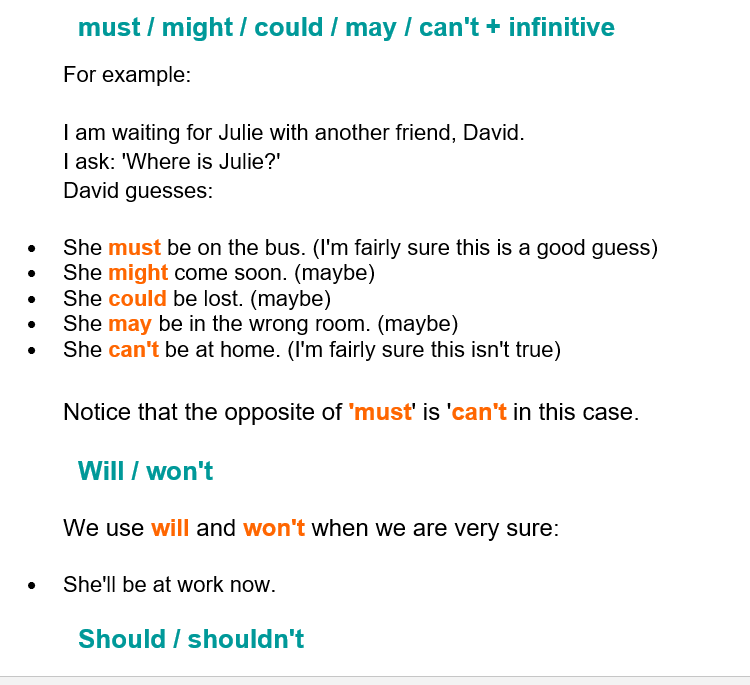 must / might / could / may / can't + infinitive
For example:
I am waiting for Julie with another friend, David.
I ask: 'Where is Julie?'
David guesses:
• She must be on the bus. (I'm fairly sure this is a good guess)
• She might come soon. (maybe)
• She could be lost. (maybe)
• She may be in the wrong room. (maybe)
• She can't be at home. (I'm fairly sure this isn't true)
Notice that the opposite of 'must' is 'can't in this case.
Will / won't
We use will and won't when we are very sure:
• She'll be at work now.
Should / shouldn't